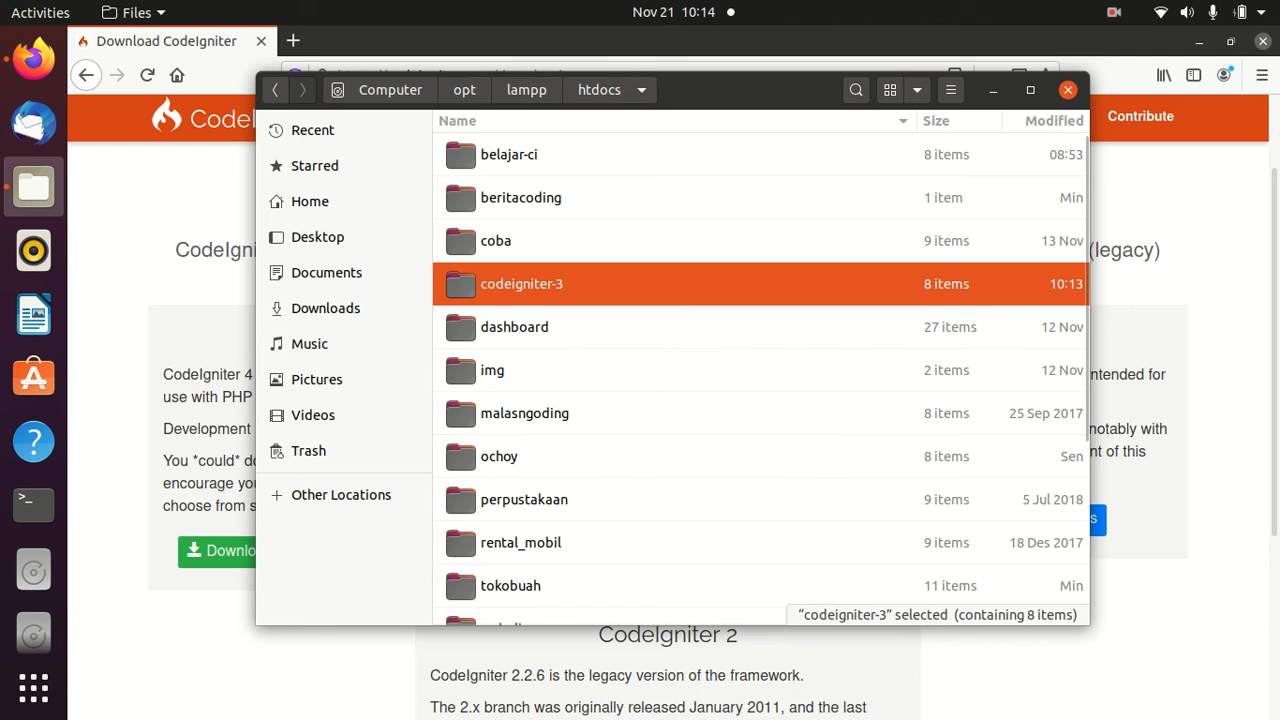 Activities
Files
Nov 21 10:14
Download CodeIgniter
Computer
opt
lampp
htdocs
Contribute
Recent
Starred
Home
Desktop
Documents
Downloads
Music
Pictures
Videos
Trash
Other Locations
Name Size Modified
belajar-ci 8 items 08:53
beritacoding 1 item Min
coba 9 items 13 Nov
codeigniter-3 8 items 10:13
dashboard 27 items 12 Nov
img 2 items 12 Nov
malasngoding 8 items 25 Sep 2017
ochoy 8 items Sen
perpustakaan 9 items 5 Jul 2018
rental_mobil 9 items 18 Des 2017
tokobuah 11 items Min
“codeigniter-3” selected (containing 8 items)
CodeI
CodeIgni
(legacy)
CodeIgniter 4
use with PHP
Development
You *could* do
encourage you
choose from s
Downlo
ntended for
notably with
nt of this
s
CodeIgniter 2
CodeIgniter 2.2.6 is the legacy version of the framework.
The 2.x branch was originally released January 2011, and the last